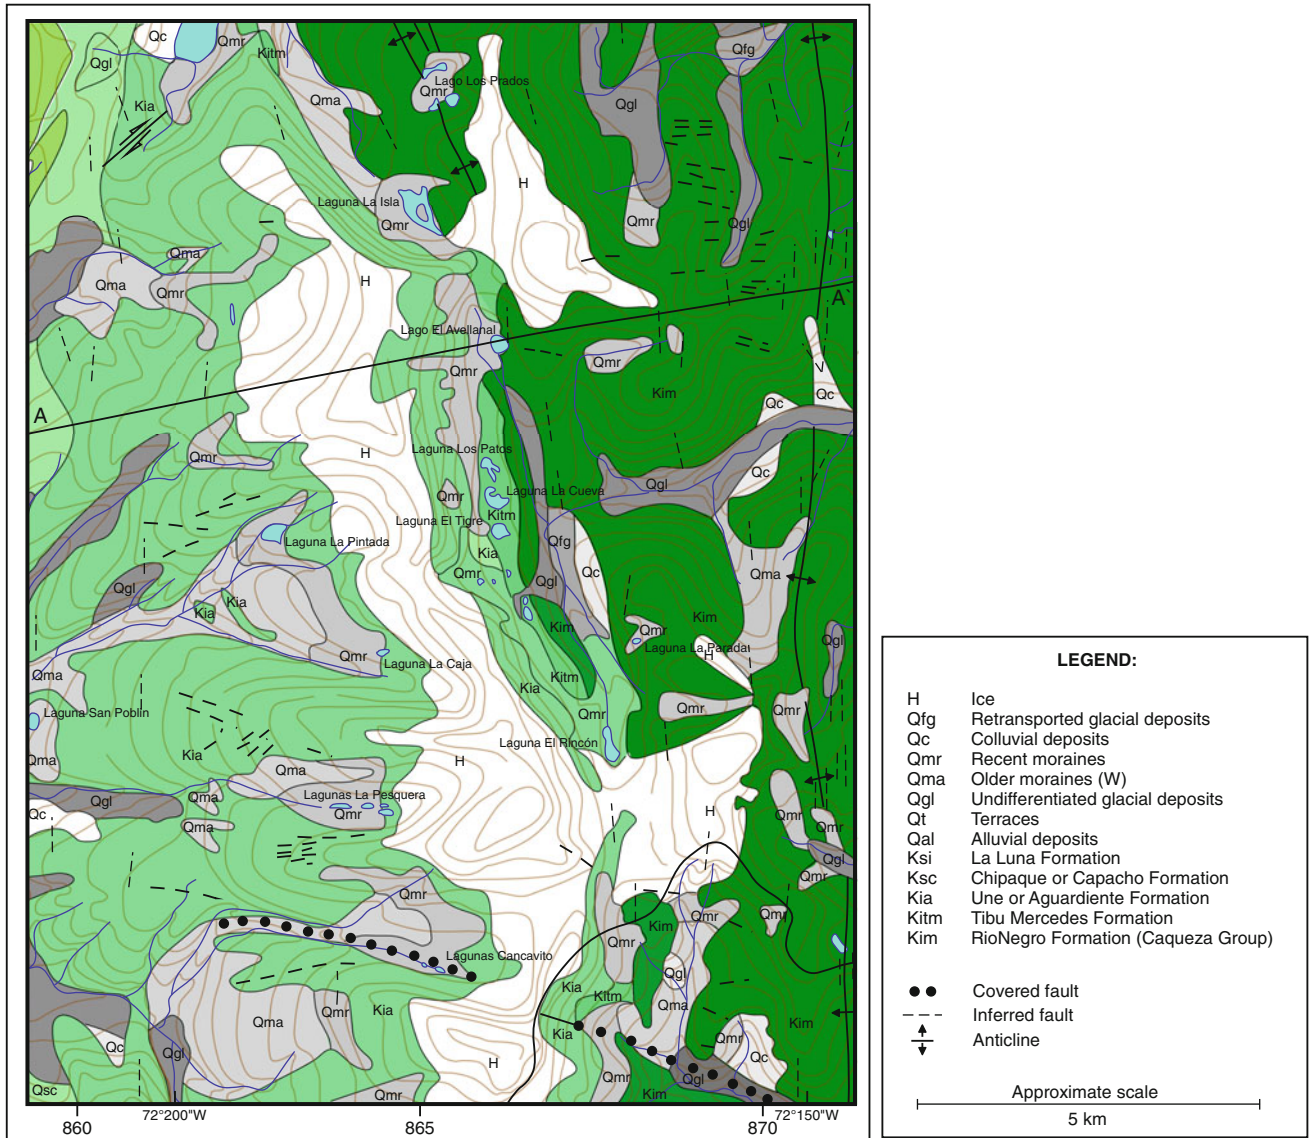 Qc
Qmr
Qfg
Kitm
Qgl
Lago Los Prados
Qmr
Qma
Qgl
Kia
H
Laguna La Isla
Qmr
Qmr
Qgl
Qma
H
Qma
Qmr
A'
Lago El Avellanal
Qmr
Qmr
Kim
Qc
Qc
A
Laguna Los Patos
Qmr
H
Qc
Qgl
Qmr
Laguna La Cueva
Kitm
Laguna El Tigre
Laguna La Pintada
Qfg
Kia
Qmr
Qc
Qma
Qgl
Qgl
Kia
Kia
Kim
Kim
Qmr
Qgl
Laguna La Parada
H
Qmr
Laguna La Caja
Qma
Kitm
Kia
Qmr
Qmr
Qmr
Laguna San Poblin
Laguna El Rincón
Kia
Qma
H
Qma
Qma
Lagunas La Pesquera
Qgl
Qmr
H
Qmr
Qc
Qma
Qmr
Qgl
Qmr
Qmr
Qmr
Qmr
Kim
Qmr
Lagunas Cancavito
Qgl
Kia
Kitm
Qma
Qmr
Kia
Qma
Kim
Kia
Qmr
Qc
Qgl
Qc
H
Qmr
Qgl
Qsc
Qmr
Kim
72°200"W
72°150"W
860
865
870
LEGEND:
H Ice
Qfg Retransported glacial deposits
Qc Colluvial deposits
Qmr Recent moraines
Qma Older moraines (W)
Qgl Undifferentiated glacial deposits
Qt Terraces
Qal Alluvial deposits
Ksi La Luna Formation
Ksc Chipaque or Capacho Formation
Kia Une or Aguardiente Formation
Kitm Tibu Mercedes Formation
Kim RioNegro Formation (Caqueza Group)
Covered fault
Inferred fault
Anticline
Approximate scale
5 km